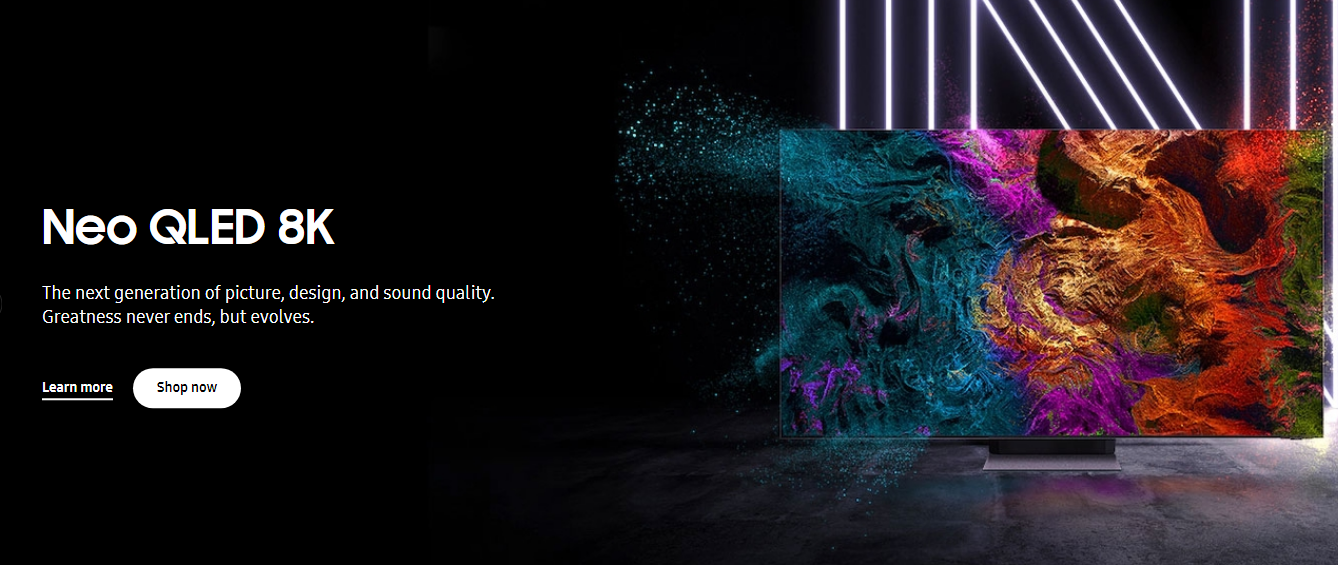 Neo QLED 8K
The next generation of picture, design, and sound quality.
Greatness never ends, but evolves.
Learn more
Shop now